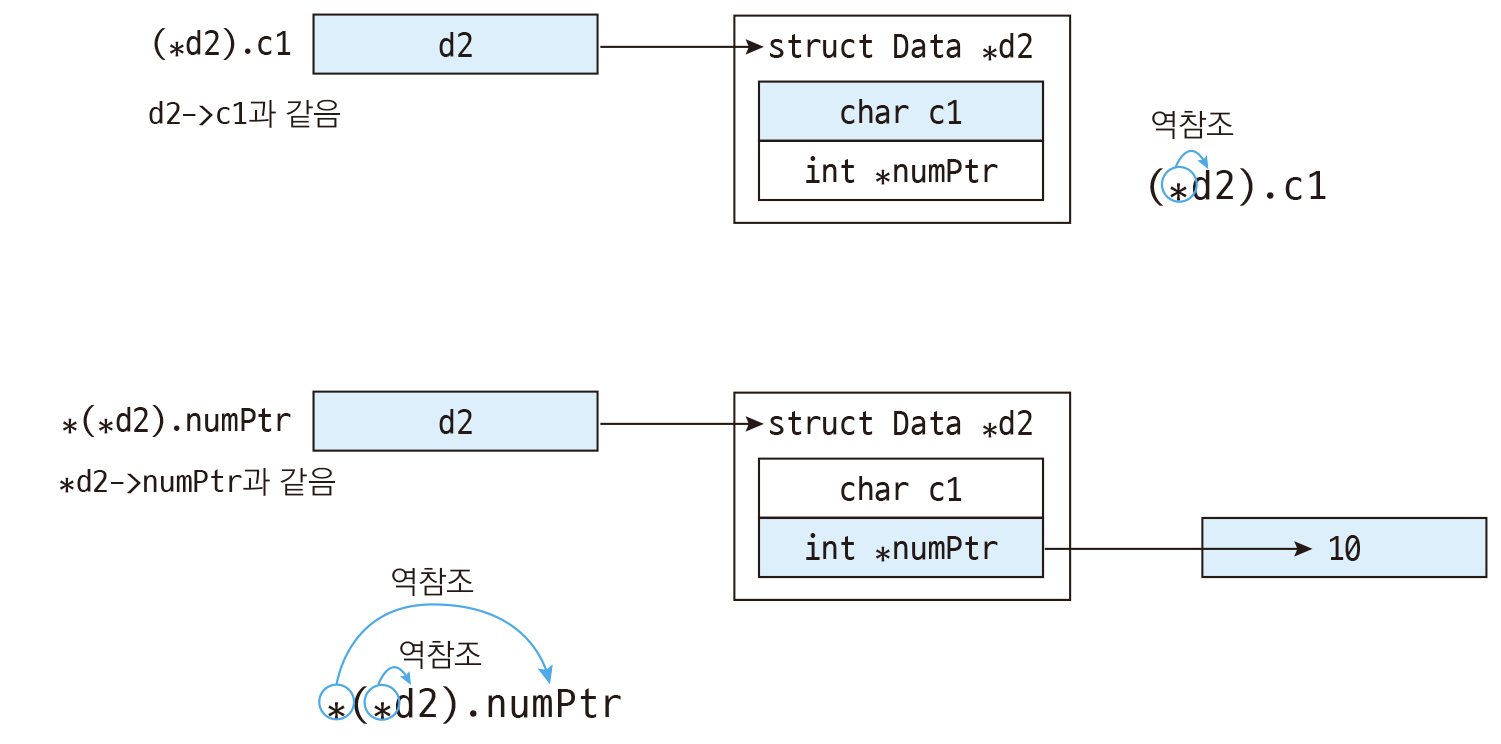 (*d2).c1
d2
struct Data *d2
d2->c1과 같음
char c1
int *numPtr
역참조
(*d2).c1
*(*d2).numPtr
d2
struct Data *d2
*d2->numPtr과 같음
char c1
int *numPtr
10
역참조
역참조
*(*d2).numPtr